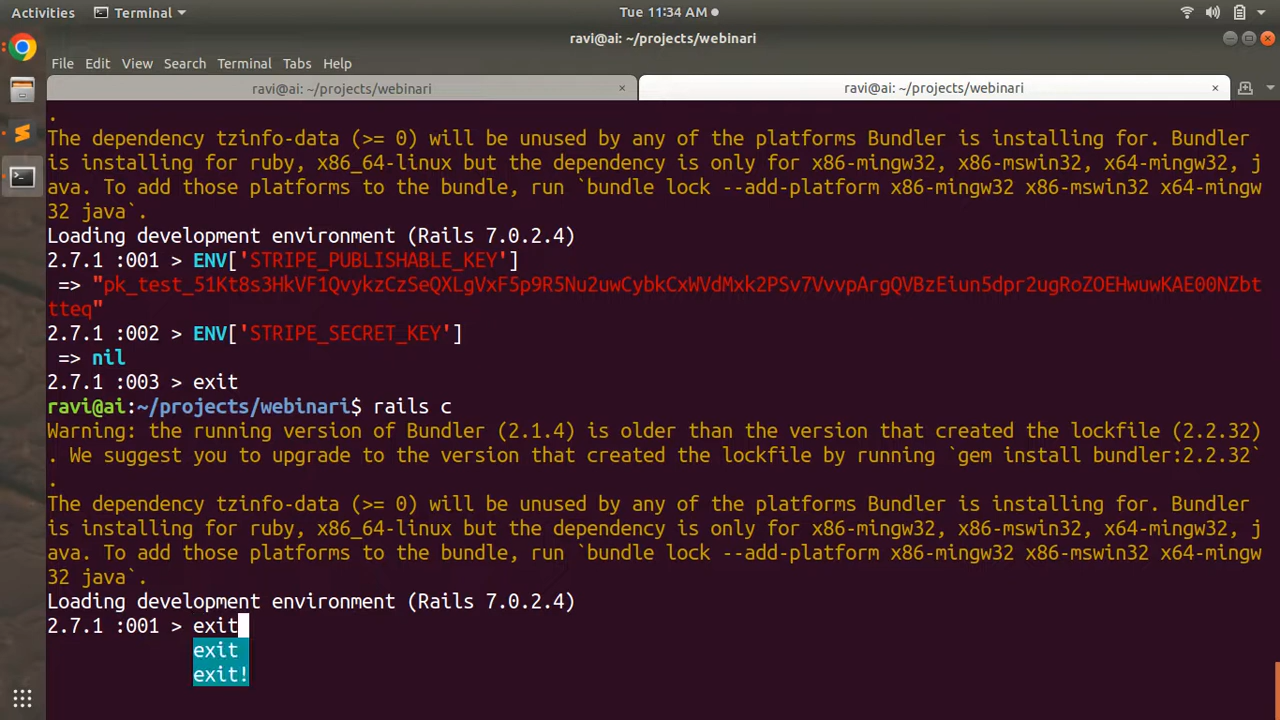 Activities Terminal Tue 11:34 AM
ravi@ai: ~/projects/webinari
File Edit View Search Terminal Tabs Help
ravi@ai: ~/projects/webinari × ravi@ai: ~/projects/webinari ×
.
The dependency tzinfo-data (>= 0) will be unused by any of the platforms Bundler is installing for. Bundler
is installing for ruby, x86_64-linux but the dependency is only for x86-mingw32, x86-mswin32, x64-mingw32, j
ava. To add those platforms to the bundle, run `bundle lock --add-platform x86-mingw32 x86-mswin32 x64-mingw
32 java`.
Loading development environment (Rails 7.0.2.4)
2.7.1 :001 > ENV['STRIPE_PUBLISHABLE_KEY']
=> "pk_test_51Kt8s3HkVF1QvykzCzSeQXLgVxF5p9R5Nu2uwCybkCxWVdMxk2PSv7VvvpArgQVBzEiun5dpr2ugRoZOEHwuwKAE00NZbt
tteq"
2.7.1 :002 > ENV['STRIPE_SECRET_KEY']
=> nil
2.7.1 :003 > exit
ravi@ai:~/projects/webinari$ rails c
Warning: the running version of Bundler (2.1.4) is older than the version that created the lockfile (2.2.32)
. We suggest you to upgrade to the version that created the lockfile by running `gem install bundler:2.2.32`
.
The dependency tzinfo-data (>= 0) will be unused by any of the platforms Bundler is installing for. Bundler
is installing for ruby, x86_64-linux but the dependency is only for x86-mingw32, x86-mswin32, x64-mingw32, j
ava. To add those platforms to the bundle, run `bundle lock --add-platform x86-mingw32 x86-mswin32 x64-mingw
32 java`.
Loading development environment (Rails 7.0.2.4)
2.7.1 :001 > exit
exit
exit!